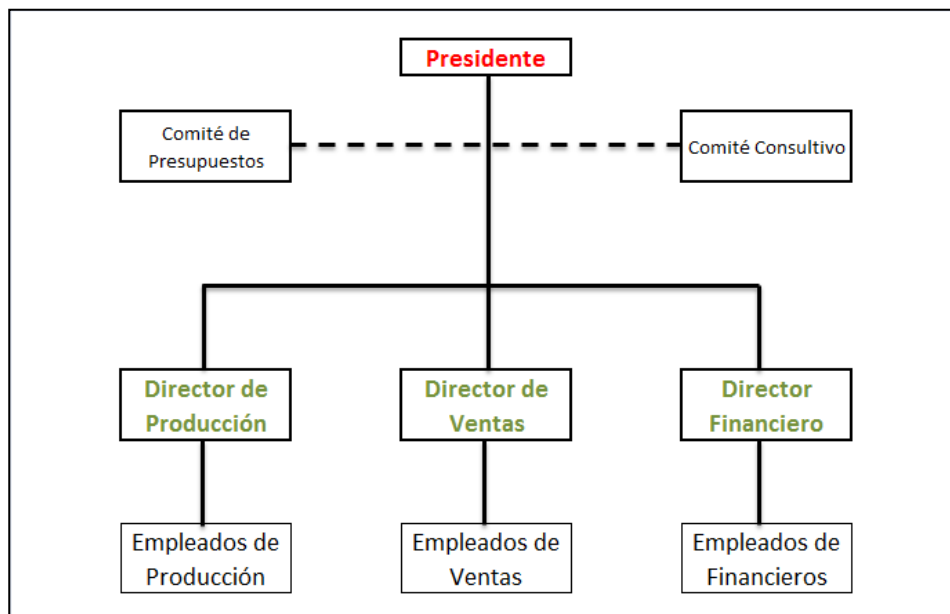 Presidente
Comité de
Presupuestos
Comité Consultivo
Director de
Producción
Director de
Ventas
Director
Financiero
Empleados de
Producción
Empleados de
Ventas
Empleados de
Financieros